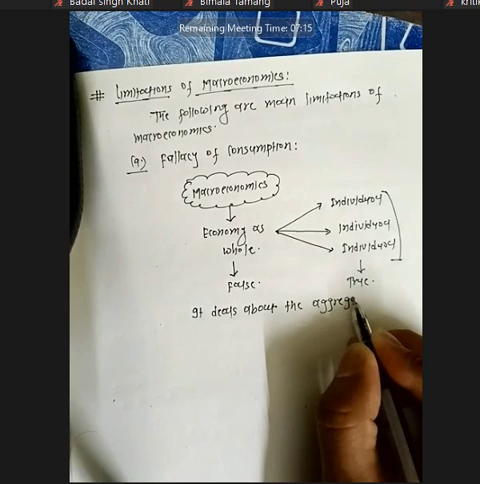 Badal singh Khati Bimala Tamang Puja kritik
Remaining Meeting Time: 07:15
# Limitations of Macroeconomics:
The following are main limitations of
macroeconomics.
(a) Fallacy of Consumption:
Macroeconomics
Individual
Economy as Individual
whole. Individual
False. True.
It deals about the aggrega